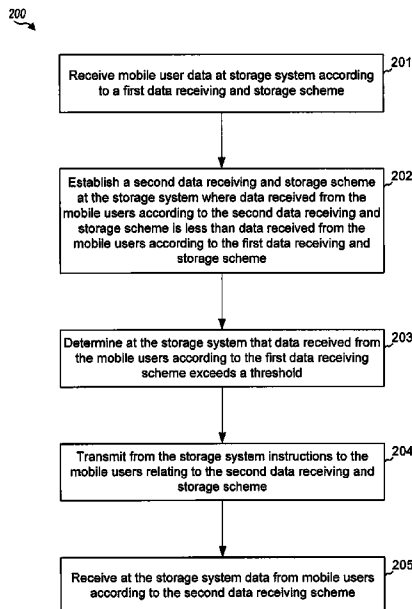 200
201
Receive mobile user data at storage system according
to a first data receiving and storage scheme
202
Establish a second data receiving and storage scheme
at the storage system where data received from the
mobile users according to the second data receiving and
storage scheme is less than data received from the
mobile users according to the first data receiving and
storage scheme
203
Determine at the storage system that data received from
the mobile users according to the first data receiving
scheme exceeds a threshold
204
Transmit from the storage system instructions to the
mobile users relating to the second data receiving and
storage scheme
205
Receive at the storage system data from mobile users
according to the second data receiving scheme